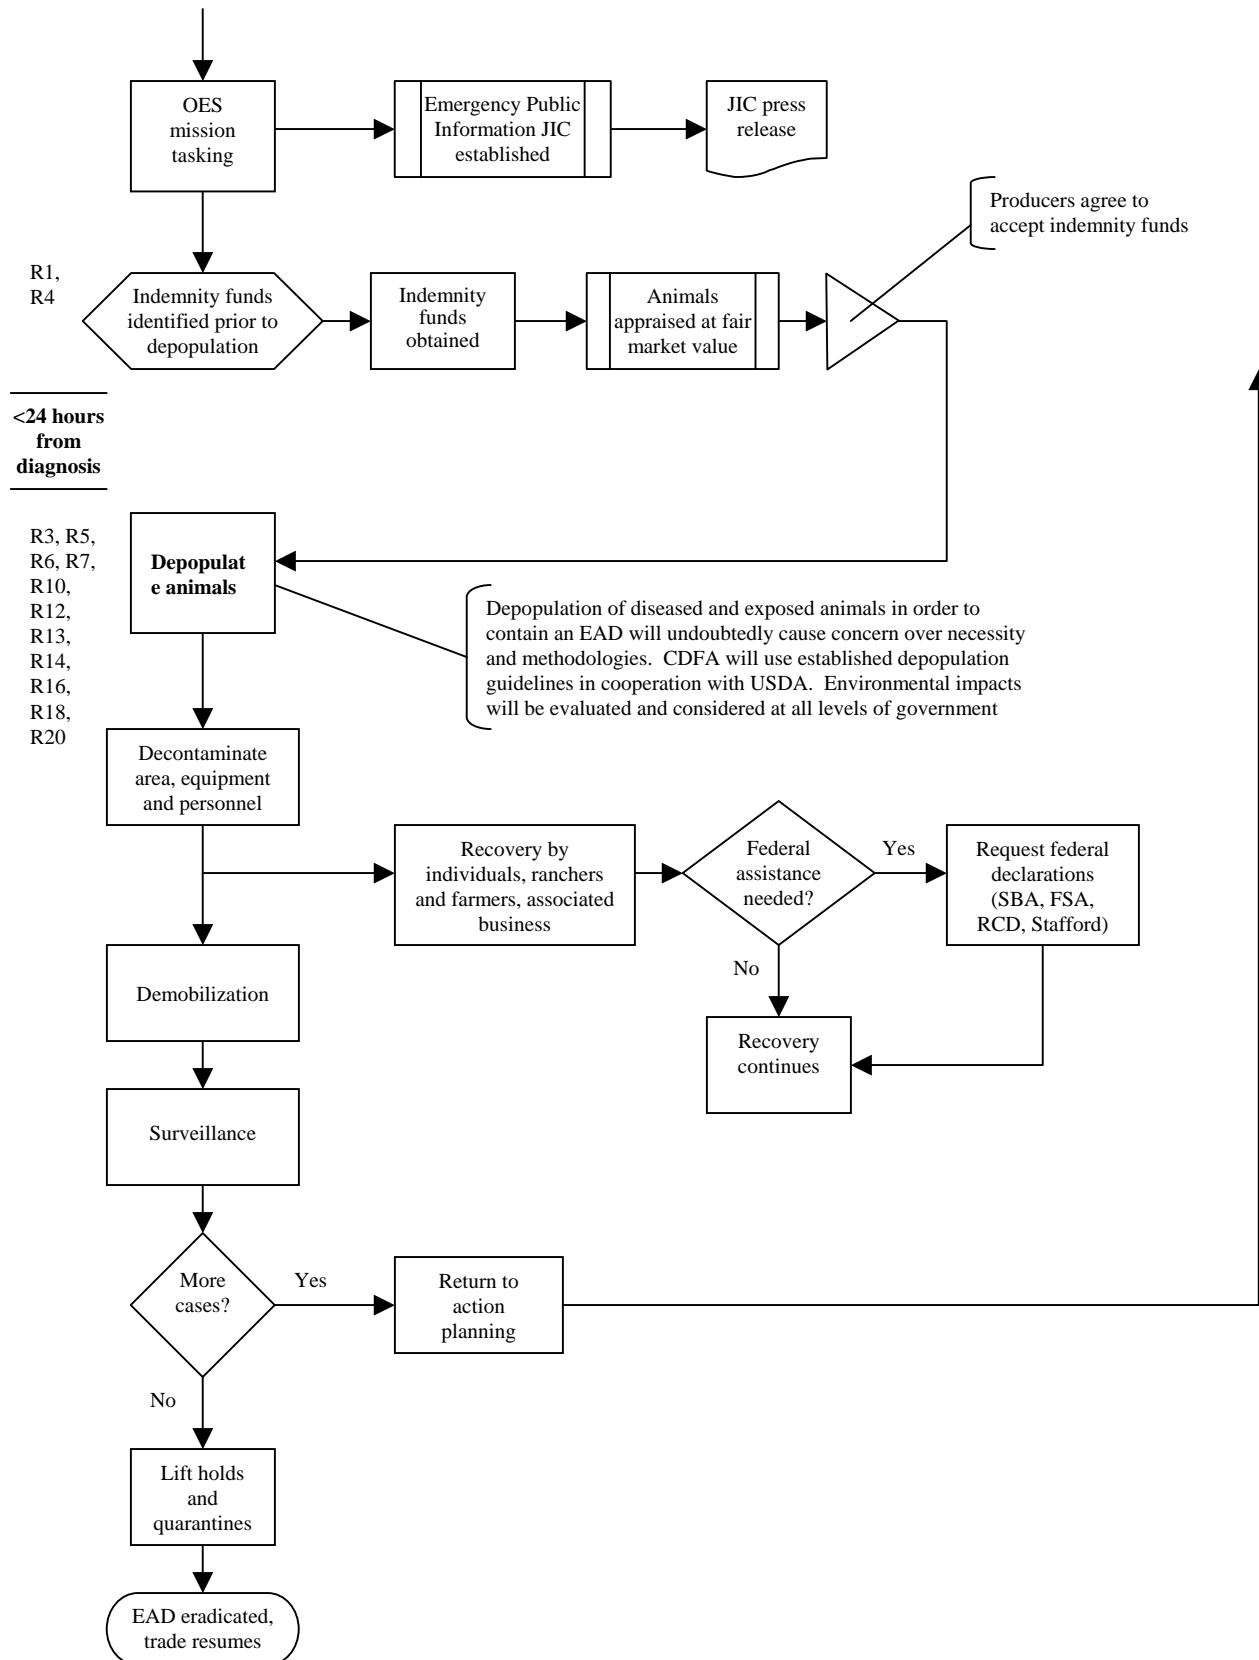 OES
mission
tasking
Emergency Public
Information JIC
established
JIC press
release
Producers agree to
accept indemnity funds
R1,
R4
Indemnity funds
identified prior to
depopulation
Indemnity
funds
obtained
Animals
appraised at fair
market value
<24 hours
from
diagnosis
R3, R5,
R6, R7,
R10,
R12,
R13,
R14,
R16,
R18,
R20
Depopulat
e animals
Depopulation of diseased and exposed animals in order to
contain an EAD will undoubtedly cause concern over necessity
and methodologies.  CDFA will use established depopulation
guidelines in cooperation with USDA.  Environmental impacts
will be evaluated and considered at all levels of government
Decontaminate
area, equipment
and personnel
Recovery by
individuals, ranchers
and farmers, associated
business
Federal
assistance
needed?
Yes
Request federal
declarations
(SBA, FSA,
RCD, Stafford)
No
Recovery
continues
Demobilization
Surveillance
More
cases?
Yes
Return to
action
planning
No
Lift holds
and
quarantines
EAD eradicated,
trade resumes